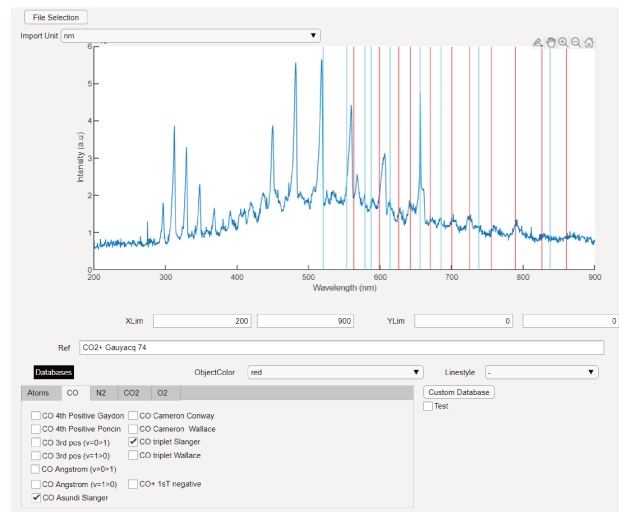 File Selection
Import Unit nm
6
5
4
3
2
1
0
Intensity (a.u)
200 300 400 500 600 700 800 900
Wavelength (nm)
XLim 200 900 YLim 0 0
Ref CO2+ Gauyacq 74
Databases ObjectColor red Linestyle -
Atoms CO N2 CO2 O2 Custom Database
Test
CO 4th Positive Gaydon CO Cameron Conway
CO 4th Positive Poncin CO Cameron Wallace
CO 3rd pos (v=0>1) CO triplet Slanger
CO 3rd pos (v=1>0) CO triplet Wallace
CO Angstrom (v=0>1)
CO Angstrom (v=1>0) CO+ 1sT negative
CO Asundi Slanger